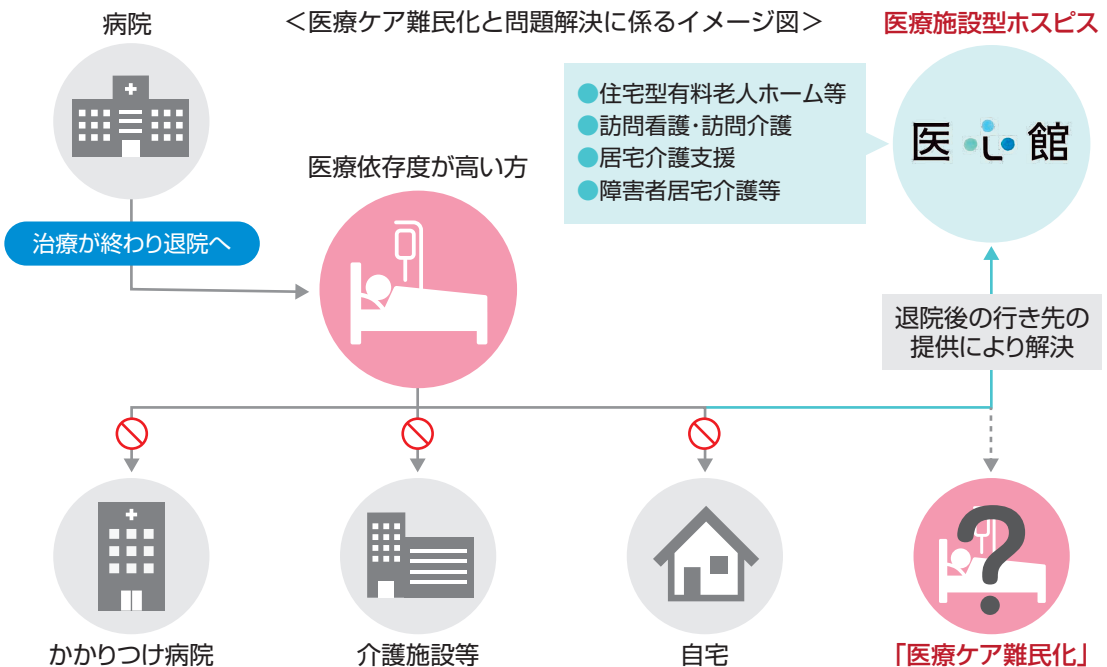 ＜医療ケア難民化と問題解決に係るイメージ図＞
病院
医療施設型ホスピス
●住宅型有料老人ホーム等
●訪問看護・訪問介護
●居宅介護支援
●障害者居宅介護等
医心館
医療依存度が高い方
治療が終わり退院へ
退院後の行き先の
提供により解決
かかりつけ病院
介護施設等
自宅
「医療ケア難民化」
?